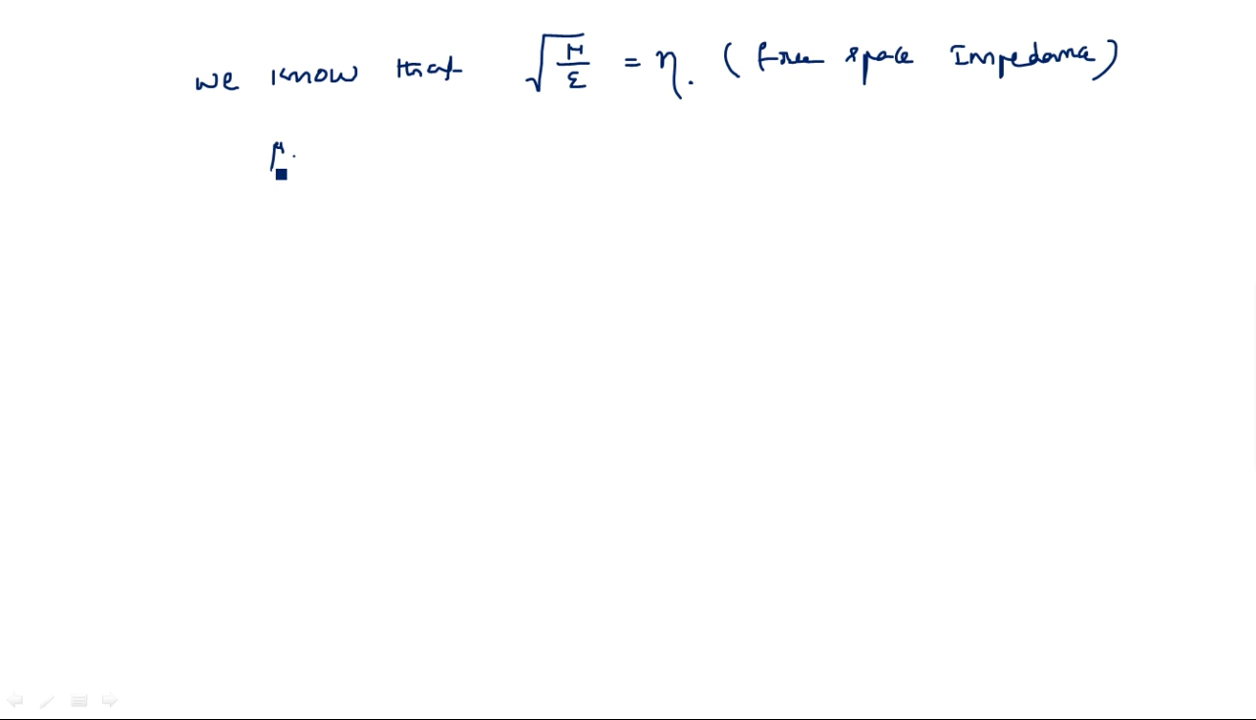 we know that √(μ/ε) = η. (free space Impedance)
μ.